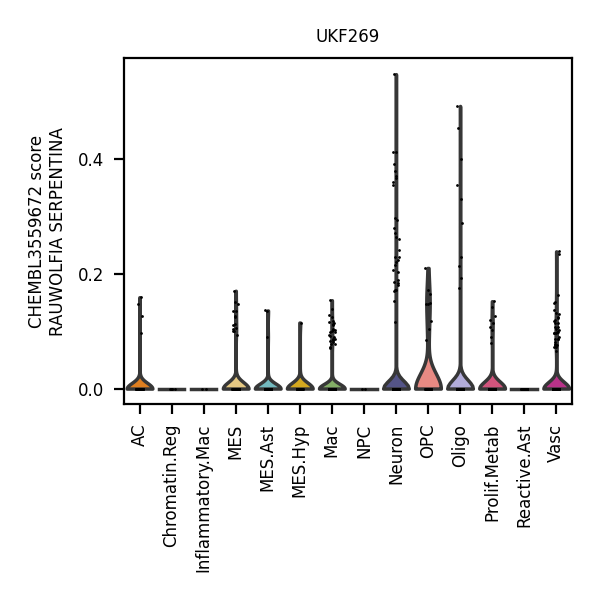 UKF269
CHEMBL3559672 score
RAUWOLFIA SERPENTINA
0.4
0.2
0.0
AC
Chromatin.Reg
Inflammatory.Mac
MES
MES.Ast
MES.Hyp
Mac
NPC
Neuron
OPC
Oligo
Prolif.Metab
Reactive.Ast
Vasc